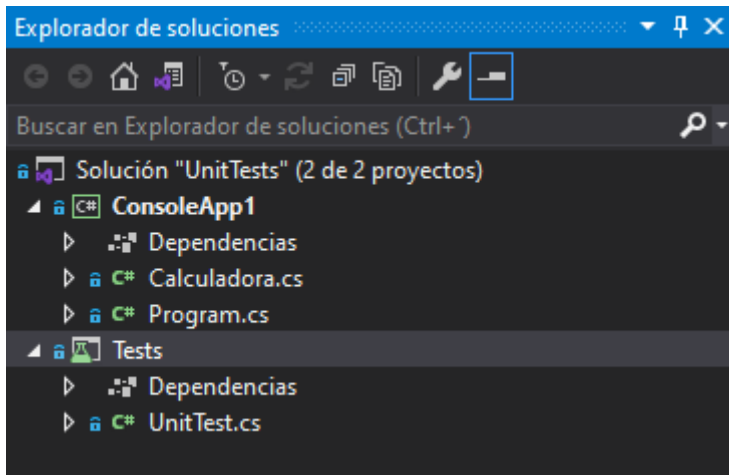 Explorador de soluciones
Buscar en Explorador de soluciones (Ctrl+´)
Solución "UnitTests" (2 de 2 proyectos)
C# ConsoleApp1
Dependencias
C# Calculadora.cs
C# Program.cs
Tests
Dependencias
C# UnitTest.cs